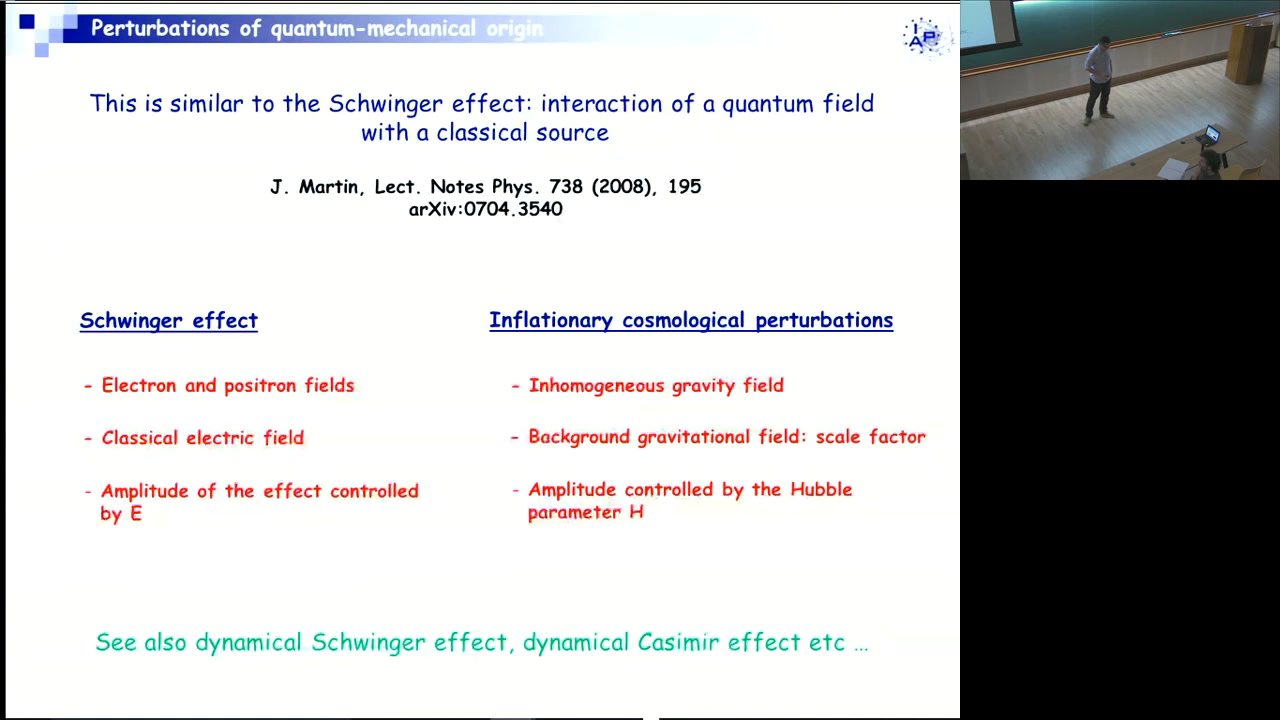 Perturbations of quantum-mechanical origin
IAP
This is similar to the Schwinger effect: interaction of a quantum field
with a classical source
J. Martin, Lect. Notes Phys. 738 (2008), 195
arXiv:0704.3540
Schwinger effect
- Electron and positron fields
- Classical electric field
- Amplitude of the effect controlled
by E
Inflationary cosmological perturbations
- Inhomogeneous gravity field
- Background gravitational field: scale factor
- Amplitude controlled by the Hubble
parameter H
See also dynamical Schwinger effect, dynamical Casimir effect etc ...